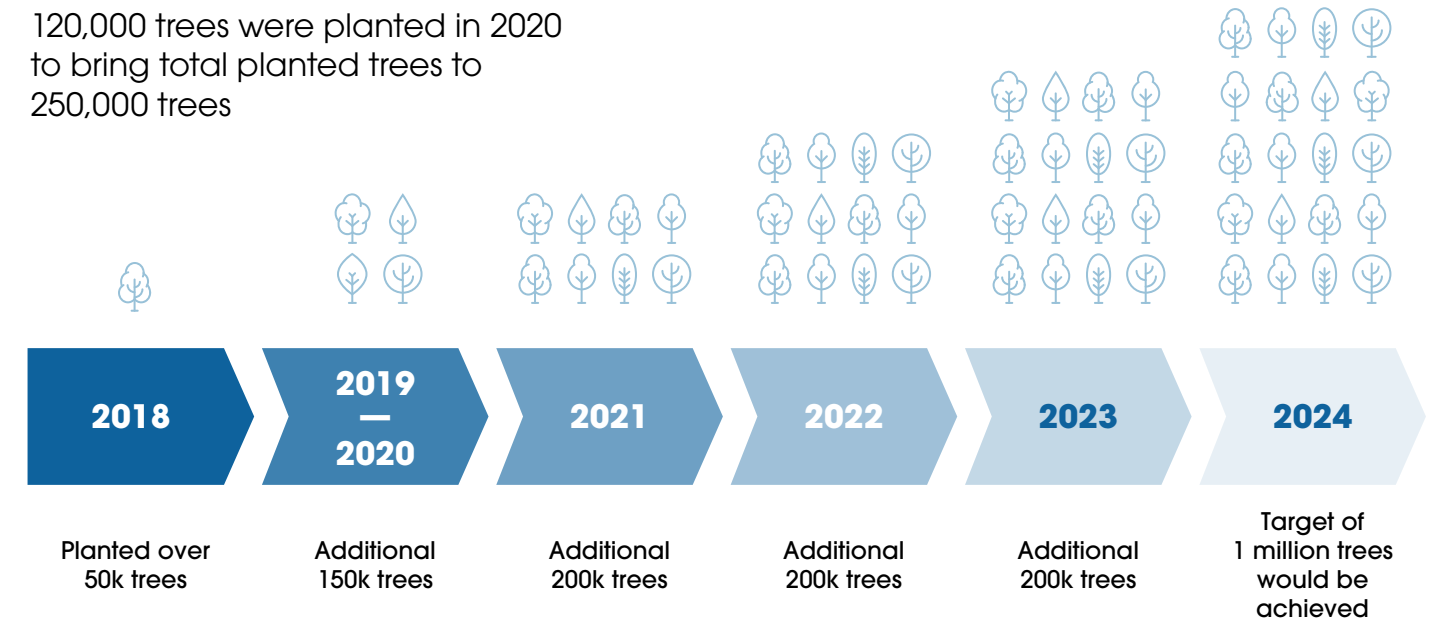 120,000 trees were planted in 2020
to bring total planted trees to
250,000 trees
2018
2019
—
2020
2021
2022
2023
2024
Planted over
50k trees
Additional
150k trees
Additional
200k trees
Additional
200k trees
Additional
200k trees
Target of
1 million trees
would be
achieved